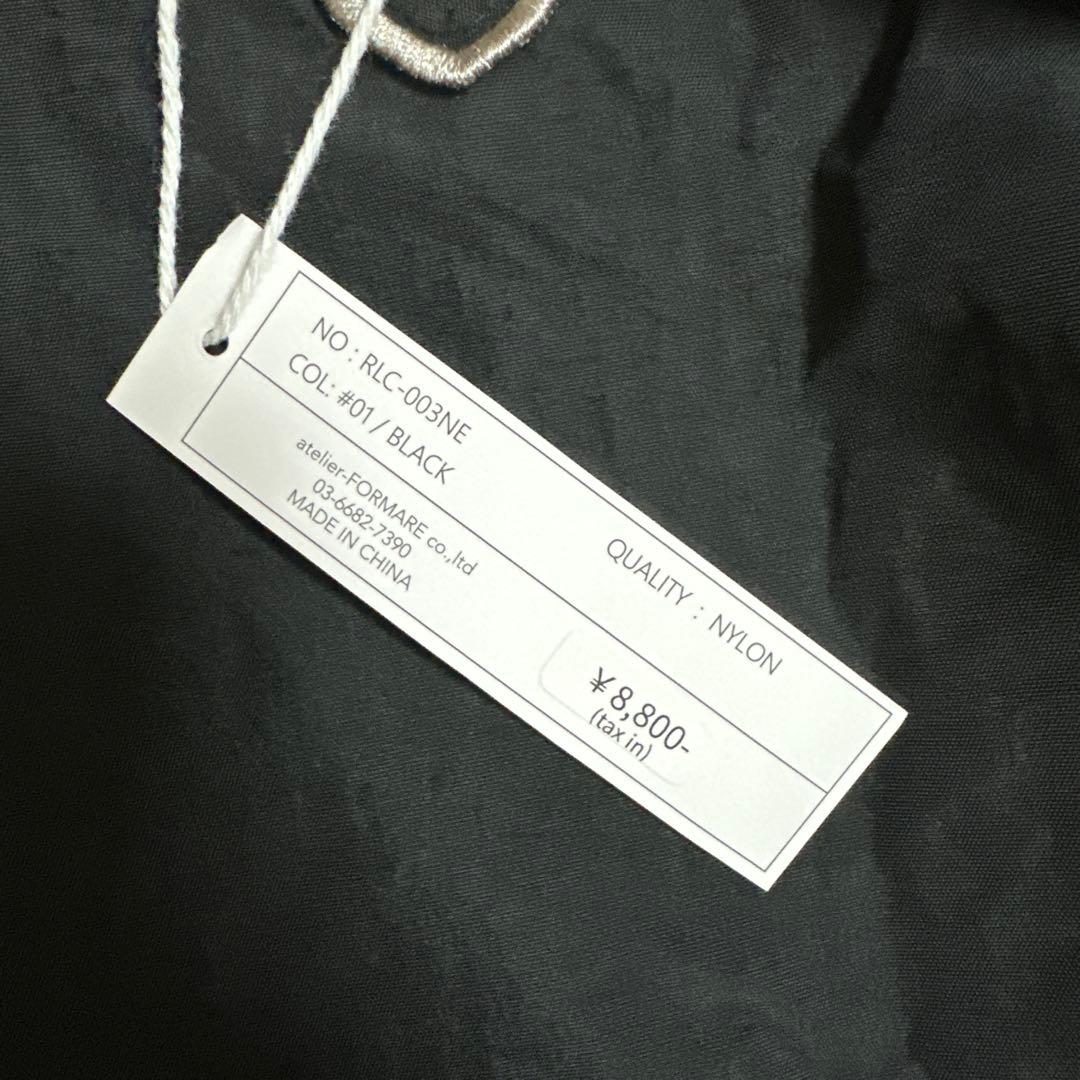 NO : RLC-003NE
COL: #01 / BLACK
QUALITY : NYLON
atelier-FORMARE co.,ltd
03-6682-7390
MADE IN CHINA
¥8,800-
(tax in)